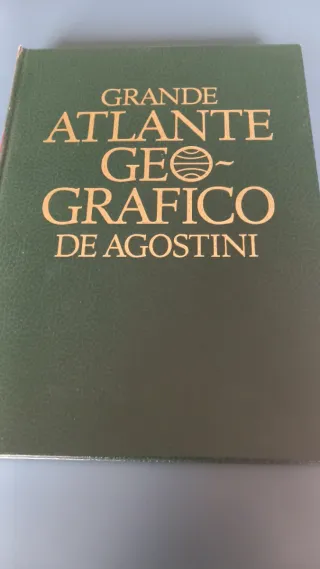 GRANDE
ATLANTE
GEO-
GRAFICO
DE AGOSTINI